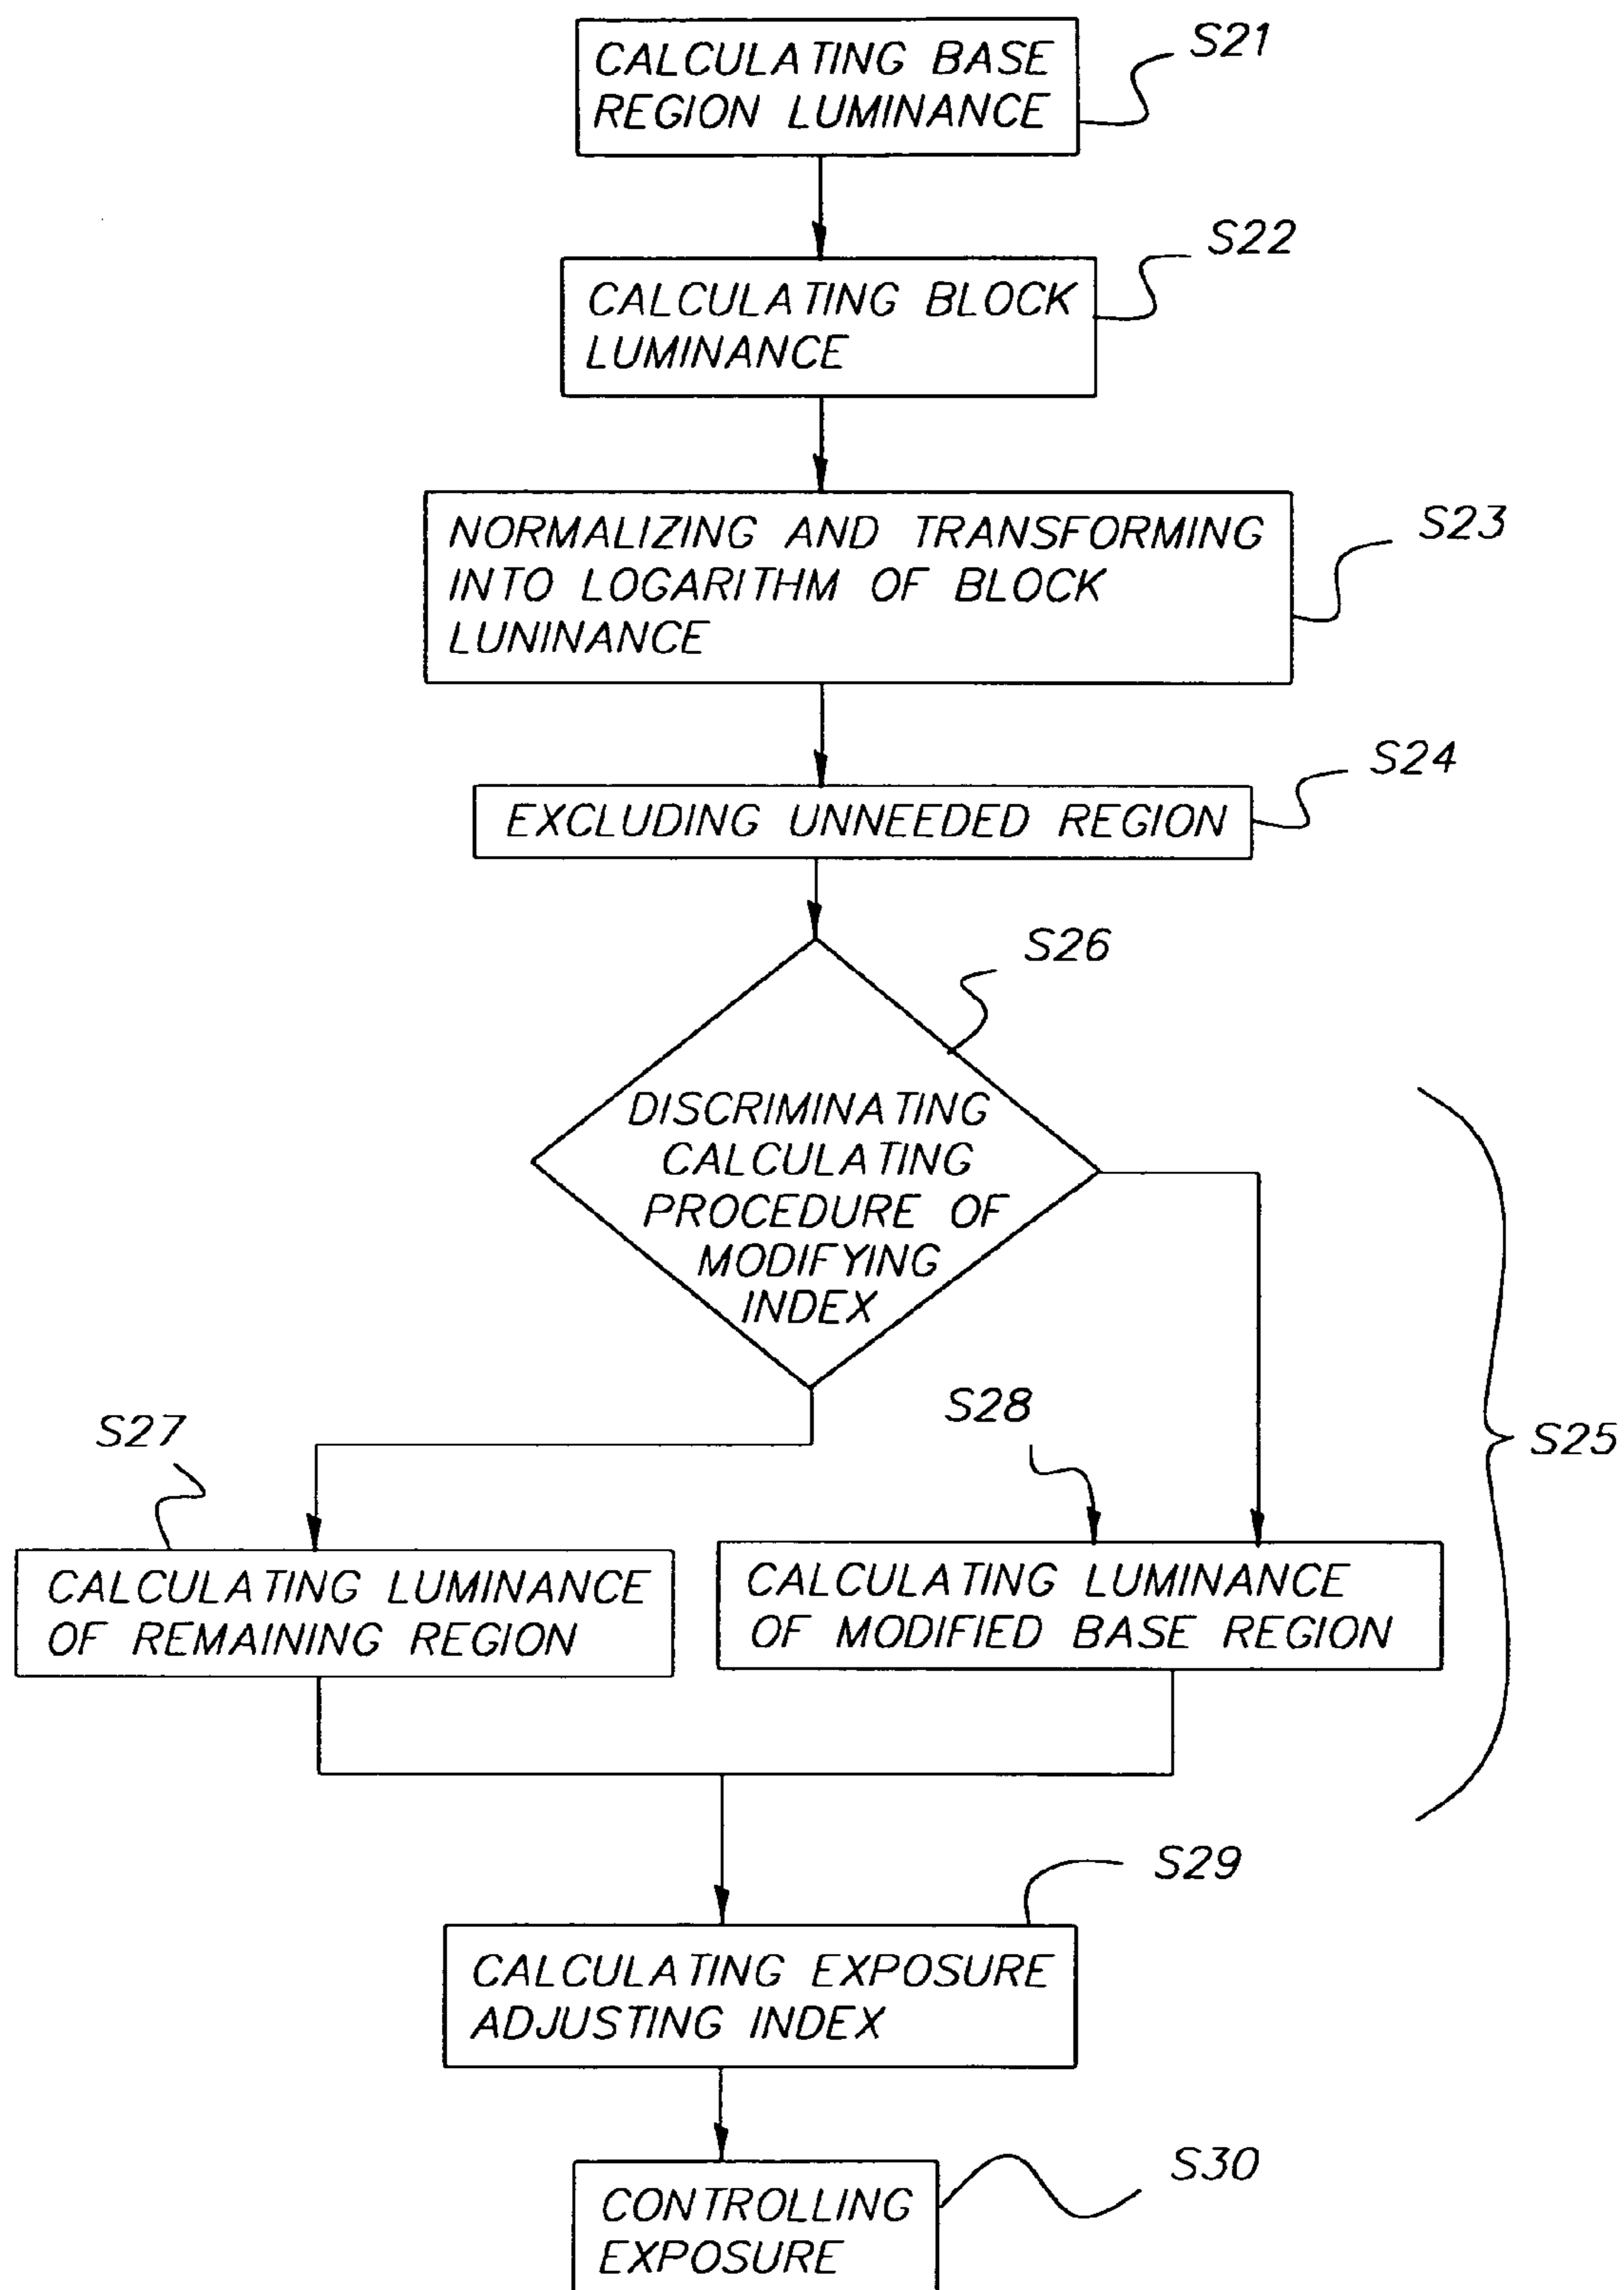 CALCULATING BASE
REGION LUMINANCE
S21
CALCULATING BLOCK
LUMINANCE
S22
NORMALIZING AND TRANSFORMING
INTO LOGARITHM OF BLOCK
LUNINANCE
S23
EXCLUDING UNNEEDED REGION
S24
S26
DISCRIMINATING
CALCULATING
PROCEDURE OF
MODIFYING
INDEX
S27
S28
S25
CALCULATING LUMINANCE
OF REMAINING REGION
CALCULATING LUMINANCE
OF MODIFIED BASE REGION
S29
CALCULATING EXPOSURE
ADJUSTING INDEX
S30
CONTROLLING
EXPOSURE